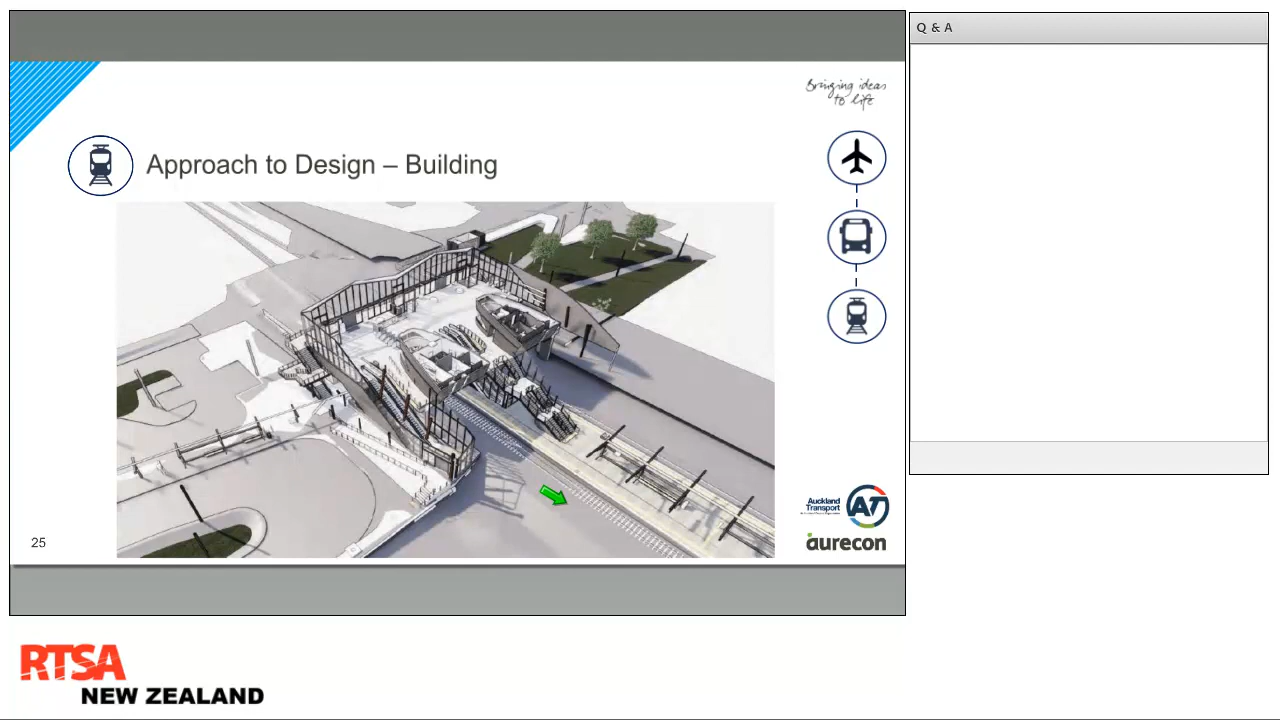 Q & A
Bringing ideas
to life
Approach to Design – Building
Auckland
Transport
AT
aurecon
25
RTSA
NEW ZEALAND